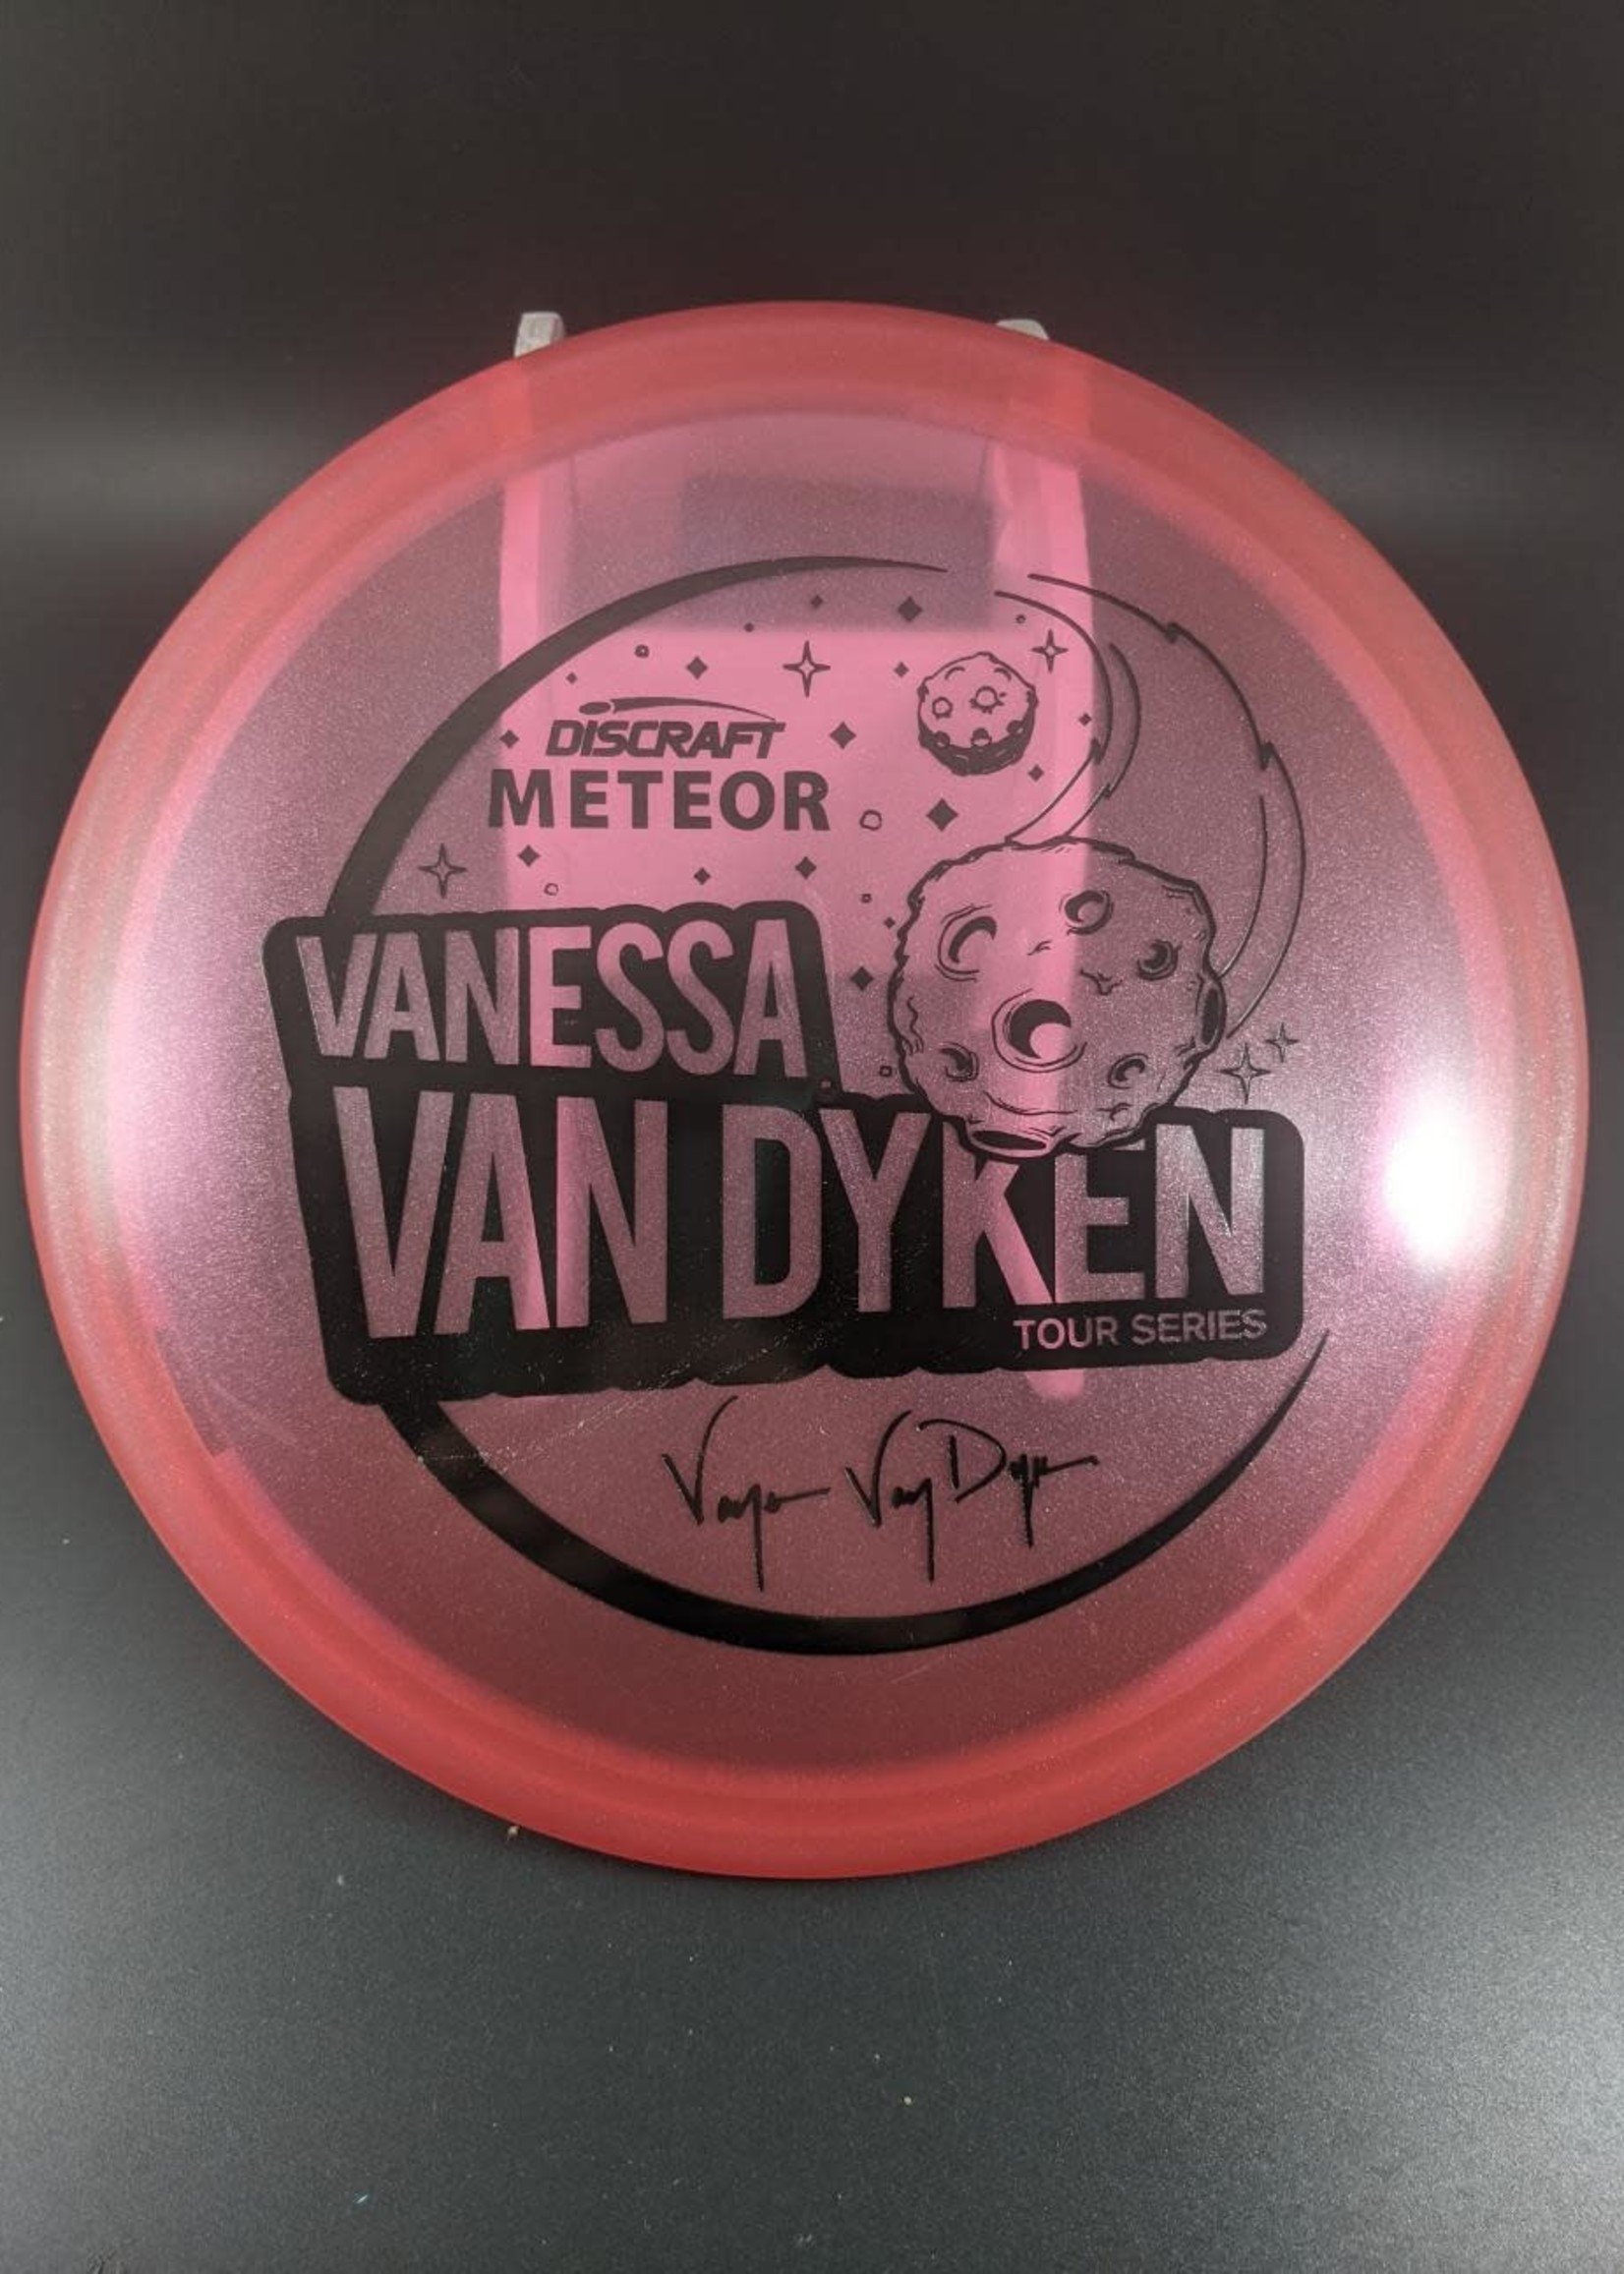 DISCRAFT
METEOR
VANESSA
VAN DYKEN
TOUR SERIES